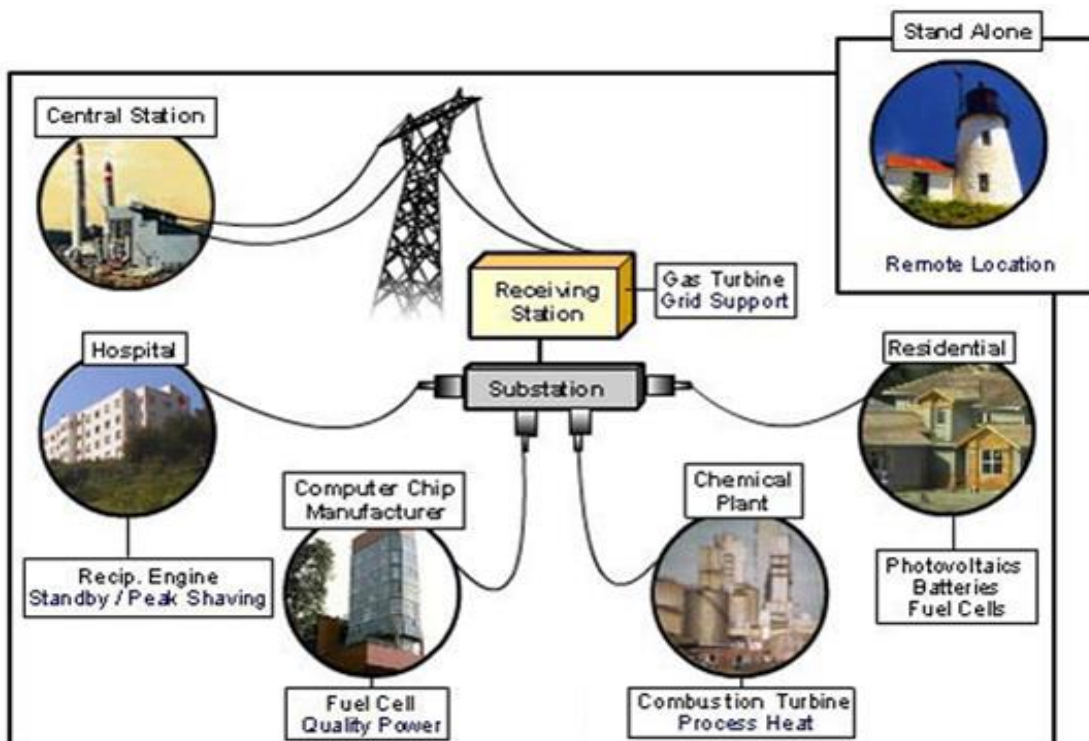 Stand Alone
Remote Location
Central Station
Receiving
Station
Gas Turbine
Grid Support
Hospital
Substation
Residential
Computer Chip
Manufacturer
Chemical
Plant
Recip. Engine
Standby / Peak Shaving
Photovoltaics
Batteries
Fuel Cells
Fuel Cell
Quality Power
Combustion Turbine
Process Heat